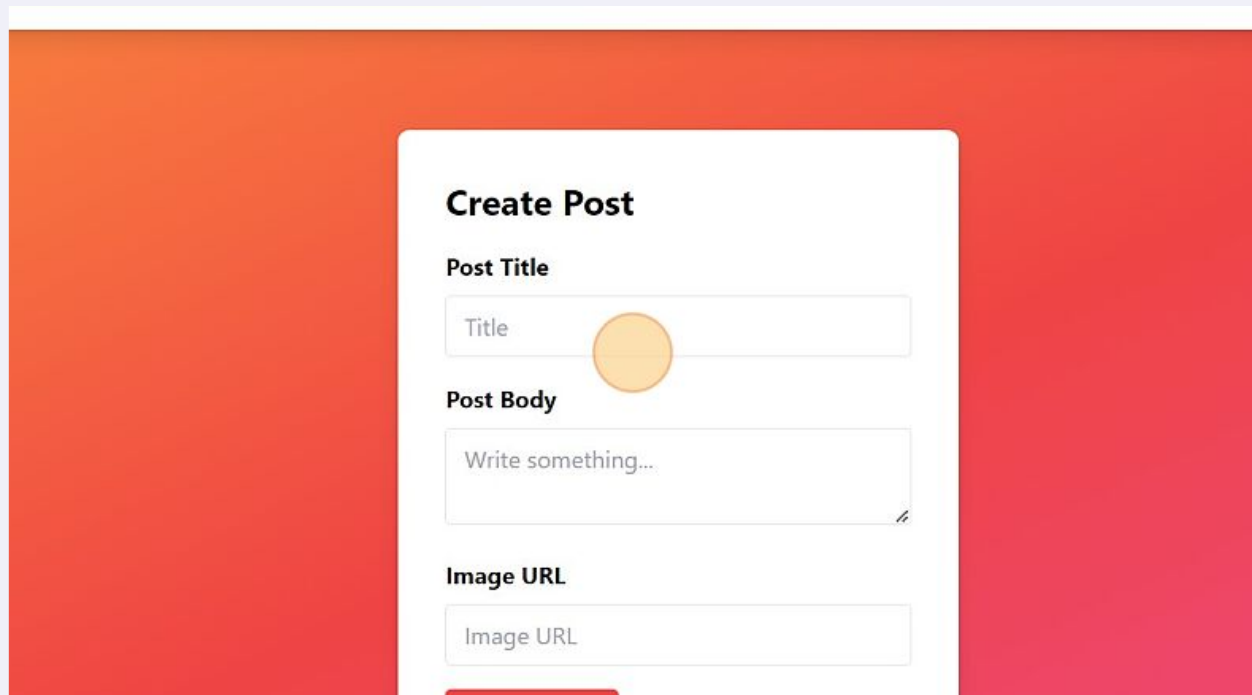 Create Post
Post Title
Title
Post Body
Write something...
Image URL
Image URL